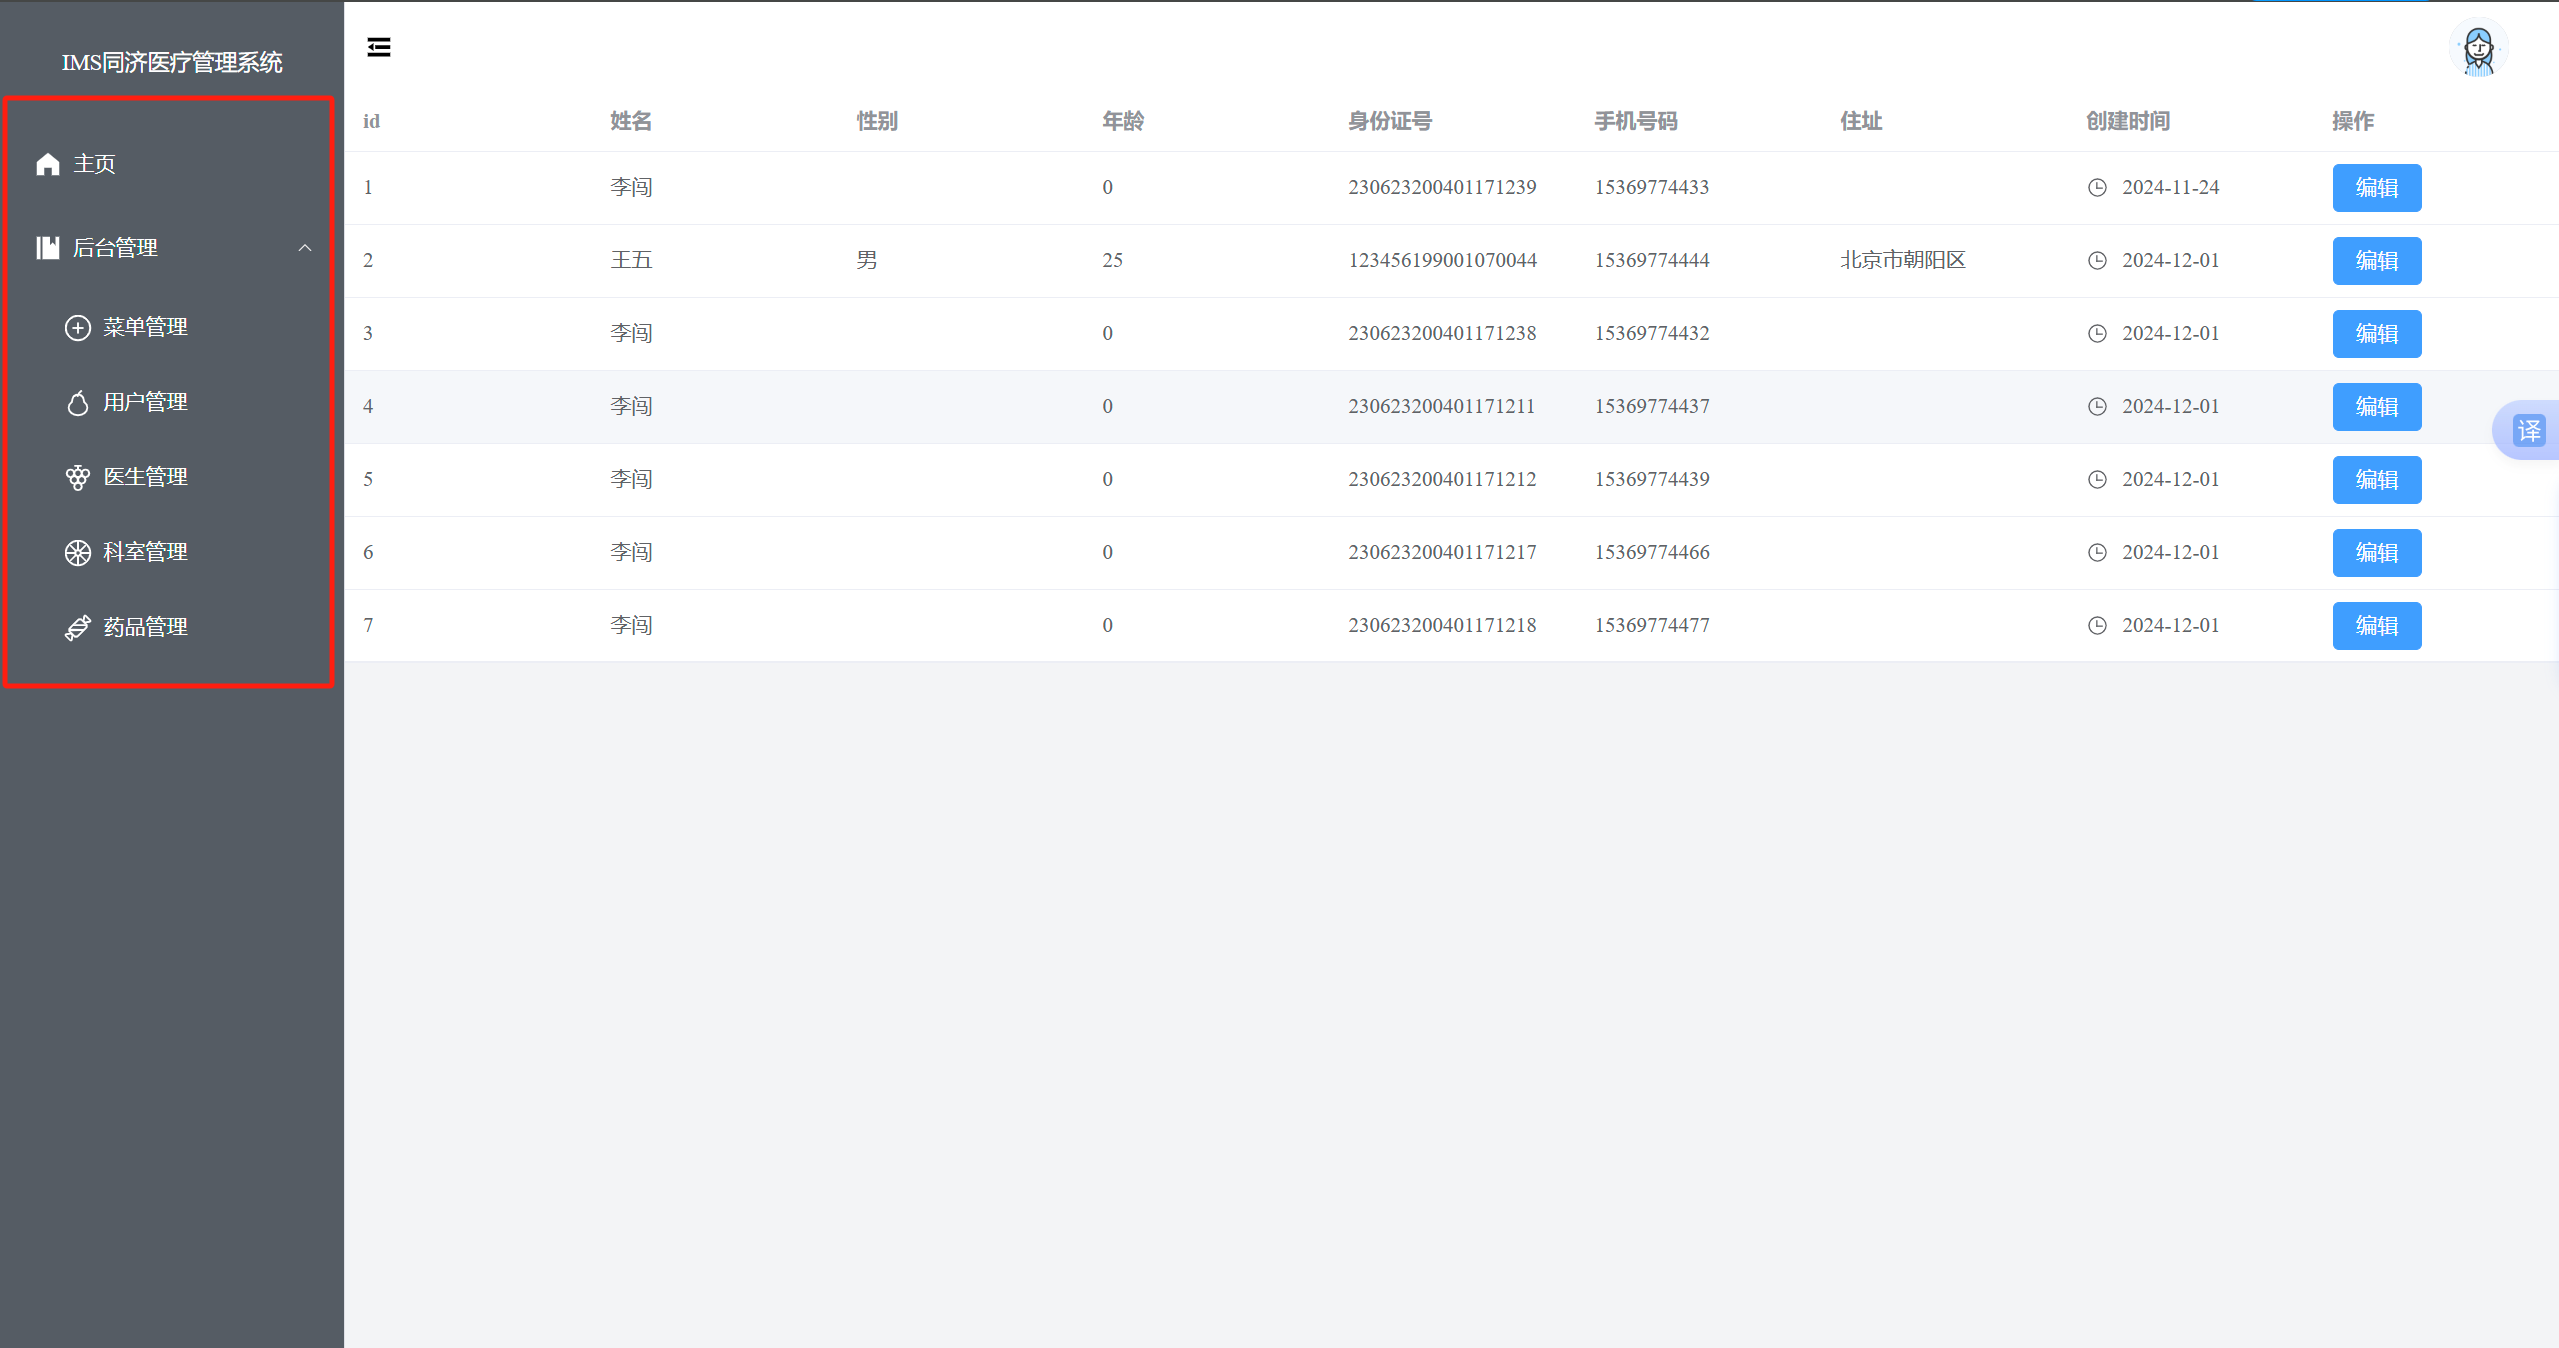 IMS同济医疗管理系统
主页
后台管理
菜单管理
用户管理
医生管理
科室管理
药品管理
id 姓名 性别 年龄 身份证号 手机号码 住址 创建时间 操作
1 李闯 0 230623200401171239 15369774433 2024-11-24 编辑
2 王五 男 25 123456199001070044 15369774444 北京市朝阳区 2024-12-01 编辑
3 李闯 0 230623200401171238 15369774432 2024-12-01 编辑
4 李闯 0 230623200401171211 15369774437 2024-12-01 编辑
5 李闯 0 230623200401171212 15369774439 2024-12-01 编辑
6 李闯 0 230623200401171217 15369774466 2024-12-01 编辑
7 李闯 0 230623200401171218 15369774477 2024-12-01 编辑
译